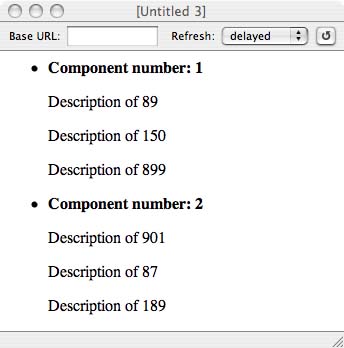 [Untitled 3]
Base URL: Refresh: delayed
• Component number: 1
Description of 89
Description of 150
Description of 899
• Component number: 2
Description of 901
Description of 87
Description of 189